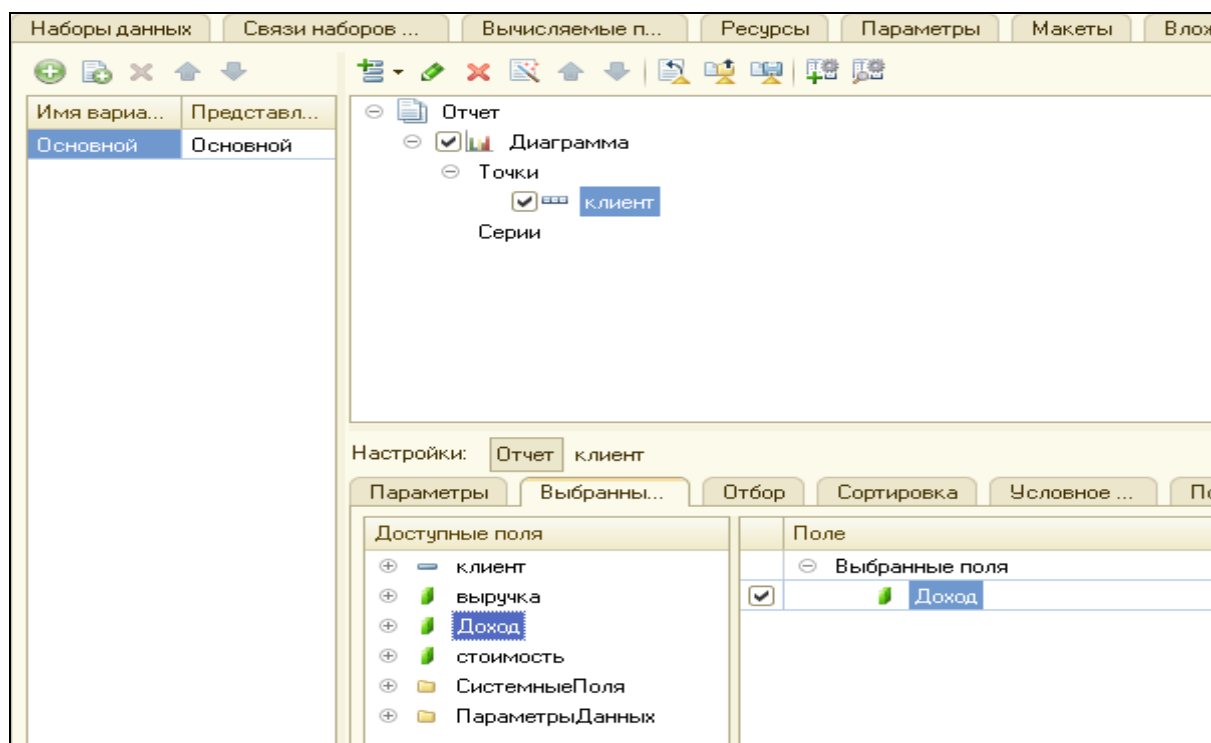 Наборы данных Связи наборов ... Вычисляемые п... Ресурсы Параметры Макеты Влож
Имя вариа... Представл...
Основной Основной
Отчет
Диаграмма
Точки
клиент
Серии
Настройки: Отчет клиент
Параметры Выбранны... Отбор Сортировка Условное ... По
Доступные поля Поле
клиент Выбранные поля
выручка Доход
Доход
стоимость
СистемныеПоля
ПараметрыДанных